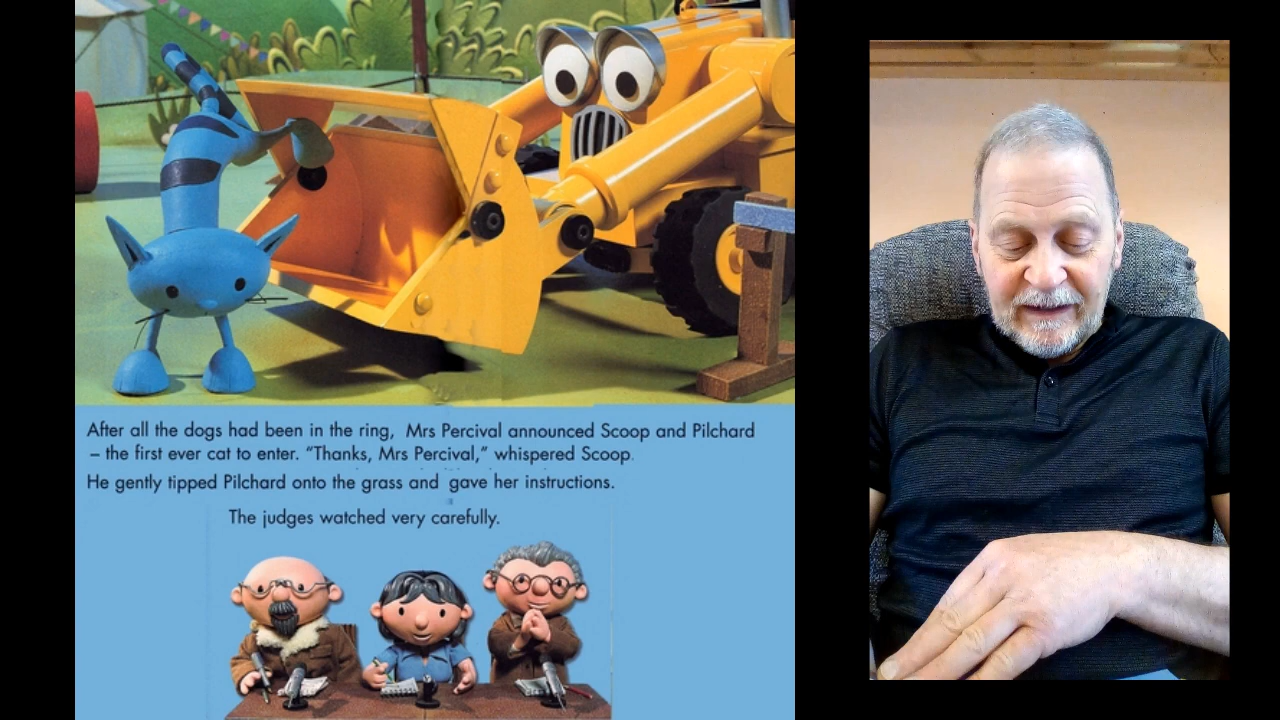 After all the dogs had been in the ring, Mrs Percival announced Scoop and Pilchard
– the first ever cat to enter. “Thanks, Mrs Percival,” whispered Scoop.
He gently tipped Pilchard onto the grass and gave her instructions.
The judges watched very carefully.